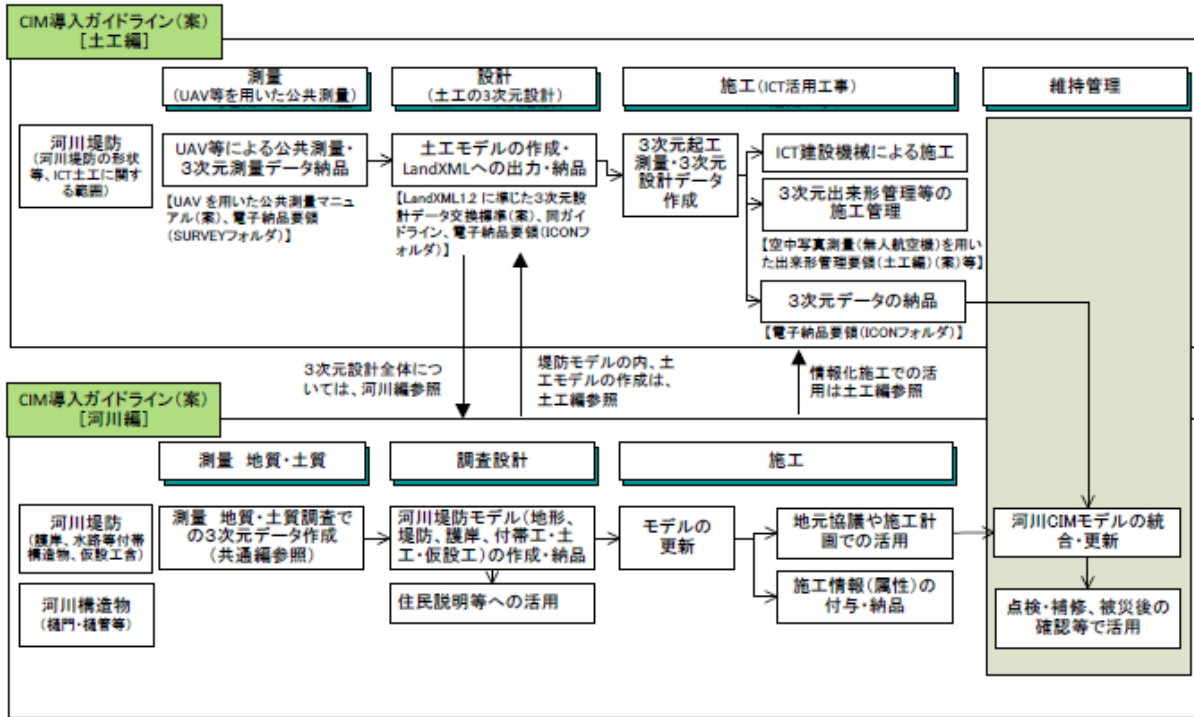 CIM導入ガイドライン(案)
[土工編]
測量
(UAV等を用いた公共測量)
設計
(土工の3次元設計)
施工(ICT活用工事)
維持管理
河川堤防
(河川堤防の形状
等、ICT土工に関す
る範囲)
UAV等による公共測量・
3次元測量データ納品
【UAV を用いた公共測量マニュ
アル(案)、電子納品要領
(SURVEYフォルダ)】
土工モデルの作成・
LandXMLへの出力・納品
【LandXML1.2 に準じた3次元設
計データ交換標準(案)、同ガイ
ドライン、電子納品要領(ICONフ
ォルダ)】
3次元起工
測量・3次元
設計データ
作成
ICT建設機械による施工
3次元出来形管理等の
施工管理
【空中写真測量(無人航空機)を用い
た出来形管理要領(土工編)(案)等】
3次元データの納品
【電子納品要領(ICONフォルダ)】
3次元設計全体につ
いては、河川編参照
堤防モデルの内、土
工モデルの作成は、
土工編参照
情報化施工での活
用は土工編参照
CIM導入ガイドライン(案)
[河川編]
測量 地質・土質
調査設計
施工
河川堤防
(護岸、水路等付帯
構造物、仮設工含)
河川構造物
(樋門・樋管等)
測量 地質・土質調査で
の3次元データ作成
(共通編参照)
河川堤防モデル(地形、
堤防、護岸、付帯工・土
工・仮設工)の作成・納品
住民説明等への活用
モデルの
更新
地元協議や施工計
画での活用
施工情報(属性)の
付与・納品
河川CIMモデルの統
合・更新
点検・補修、被災後の
確認等で活用